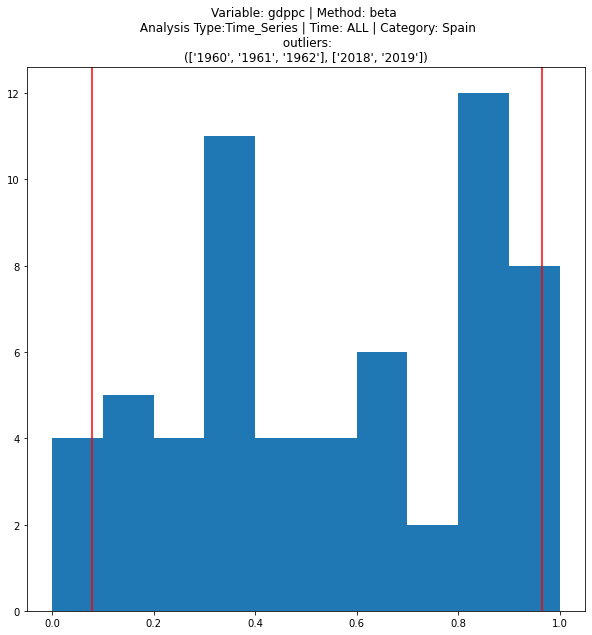 Variable: gdppc | Method: beta
Analysis Type:Time_Series | Time: ALL | Category: Spain
outliers:
(['1960', '1961', '1962'], ['2018', '2019'])
12
10
8
6
4
2
0
0.0 0.2 0.4 0.6 0.8 1.0